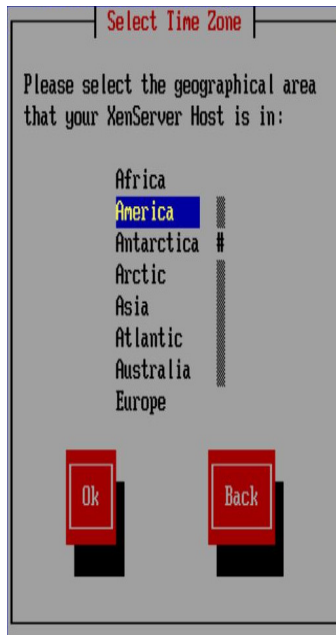 Select Time Zone
Please select the geographical area
that your XenServer Host is in:
Africa
America
Antarctica #
Arctic
Asia
Atlantic
Australia
Europe
Ok Back